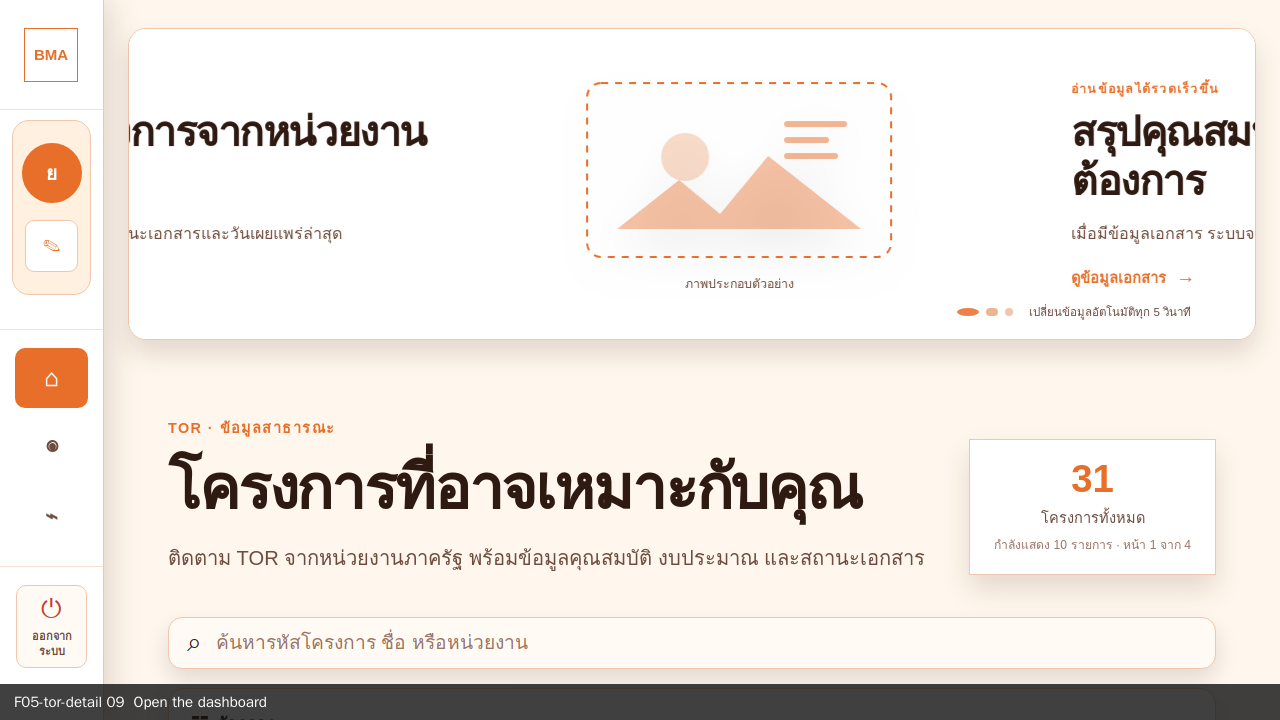 BMA
ย
ออกจาก
ระบบ
การจากหน่วยงาน
นะเอกสารและวันเผยแพร่ล่าสุด
ภาพประกอบตัวอย่าง
อ่านข้อมูลได้รวดเร็วขึ้น
สรุปคุณสม
ต้องการ
เมื่อมีข้อมูลเอกสาร ระบบจ
ดูข้อมูลเอกสาร →
เปลี่ยนข้อมูลอัตโนมัติทุก 5 วินาที
TOR · ข้อมูลสาธารณะ
โครงการที่อาจเหมาะกับคุณ
ติดตาม TOR จากหน่วยงานภาครัฐ พร้อมข้อมูลคุณสมบัติ งบประมาณ และสถานะเอกสาร
31
โครงการทั้งหมด
กำลังแสดง 10 รายการ · หน้า 1 จาก 4
ค้นหารหัสโครงการ ชื่อ หรือหน่วยงาน
F05-tor-detail 09 Open the dashboard